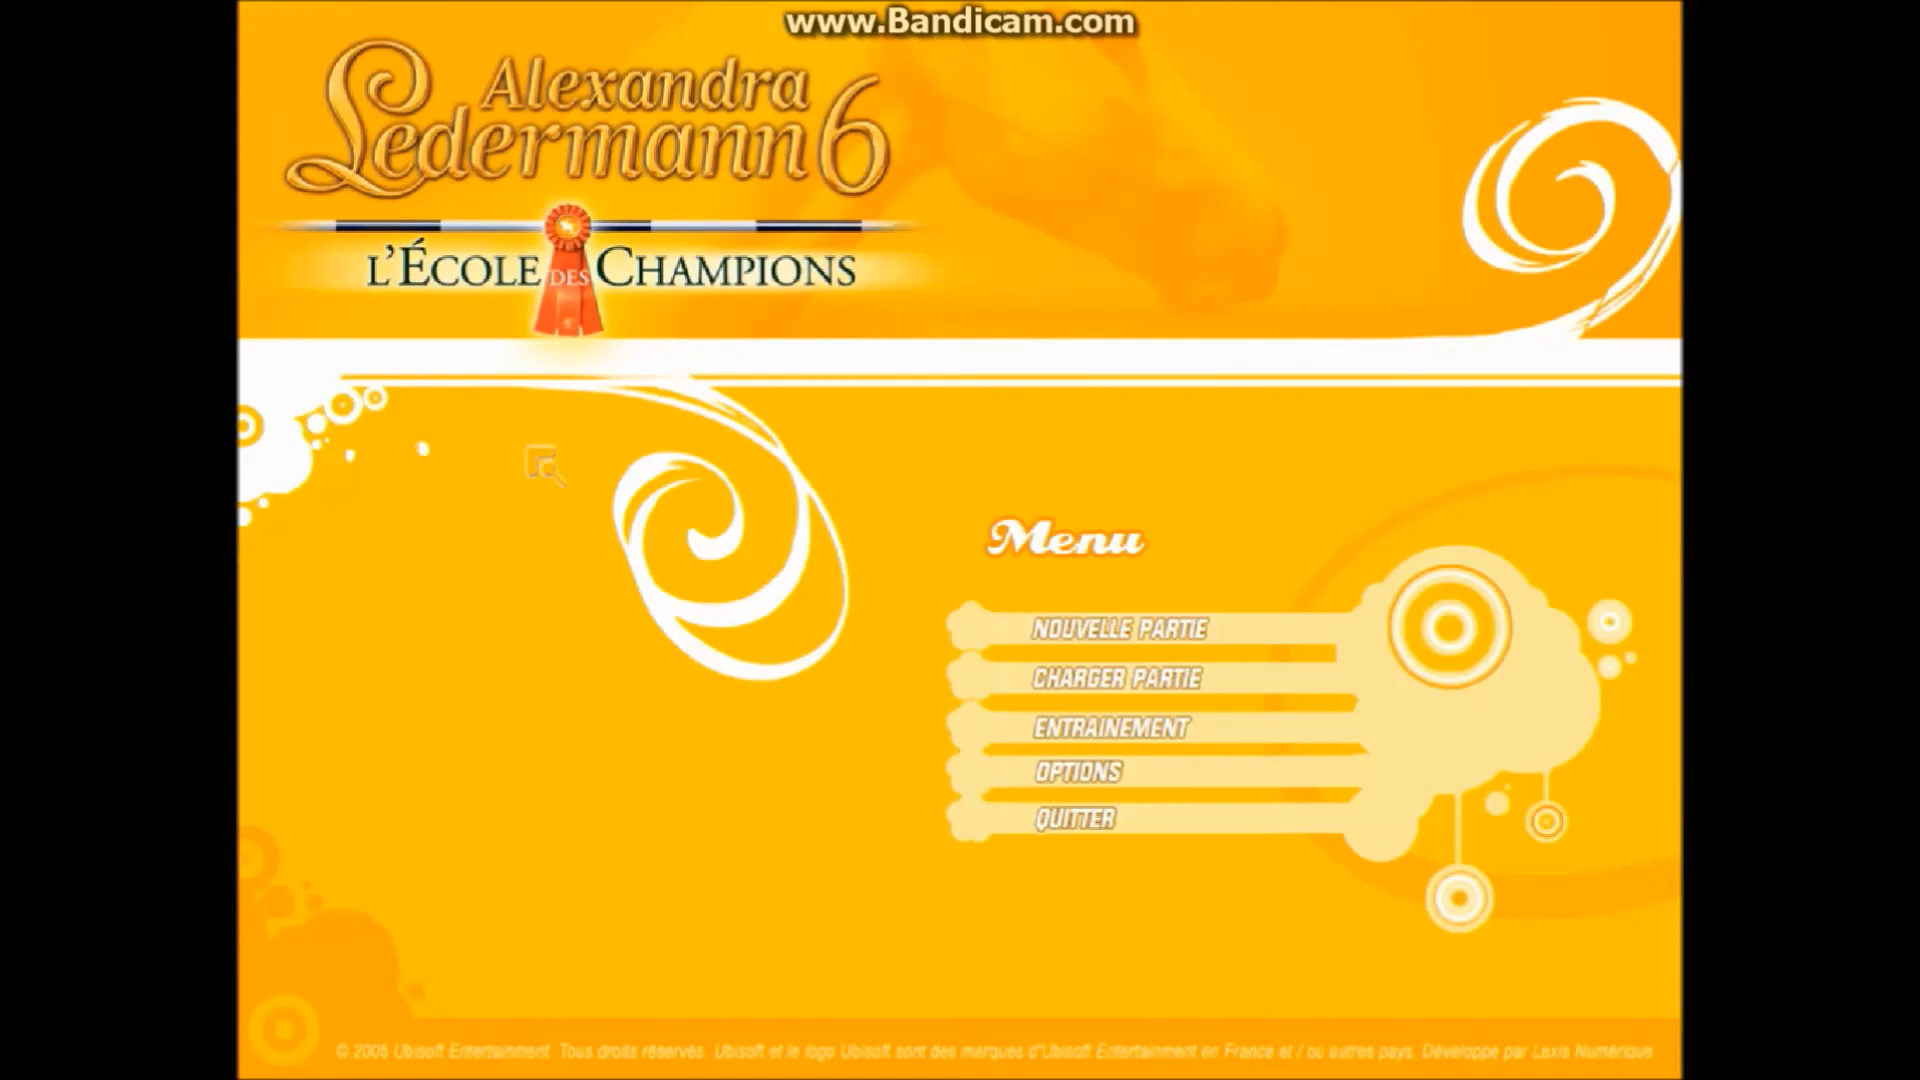 www.Bandicam.com
Alexandra
Ledermann 6
L'ÉCOLE DES CHAMPIONS
Menu
NOUVELLE PARTIE
CHARGER PARTIE
ENTRAINEMENT
OPTIONS
QUITTER
© 2005 Ubisoft Entertainment. Tous droits réservés. Ubisoft et le logo Ubisoft sont des marques d'Ubisoft Entertainment en France et / ou autres pays. Développé par Lexis Numérique